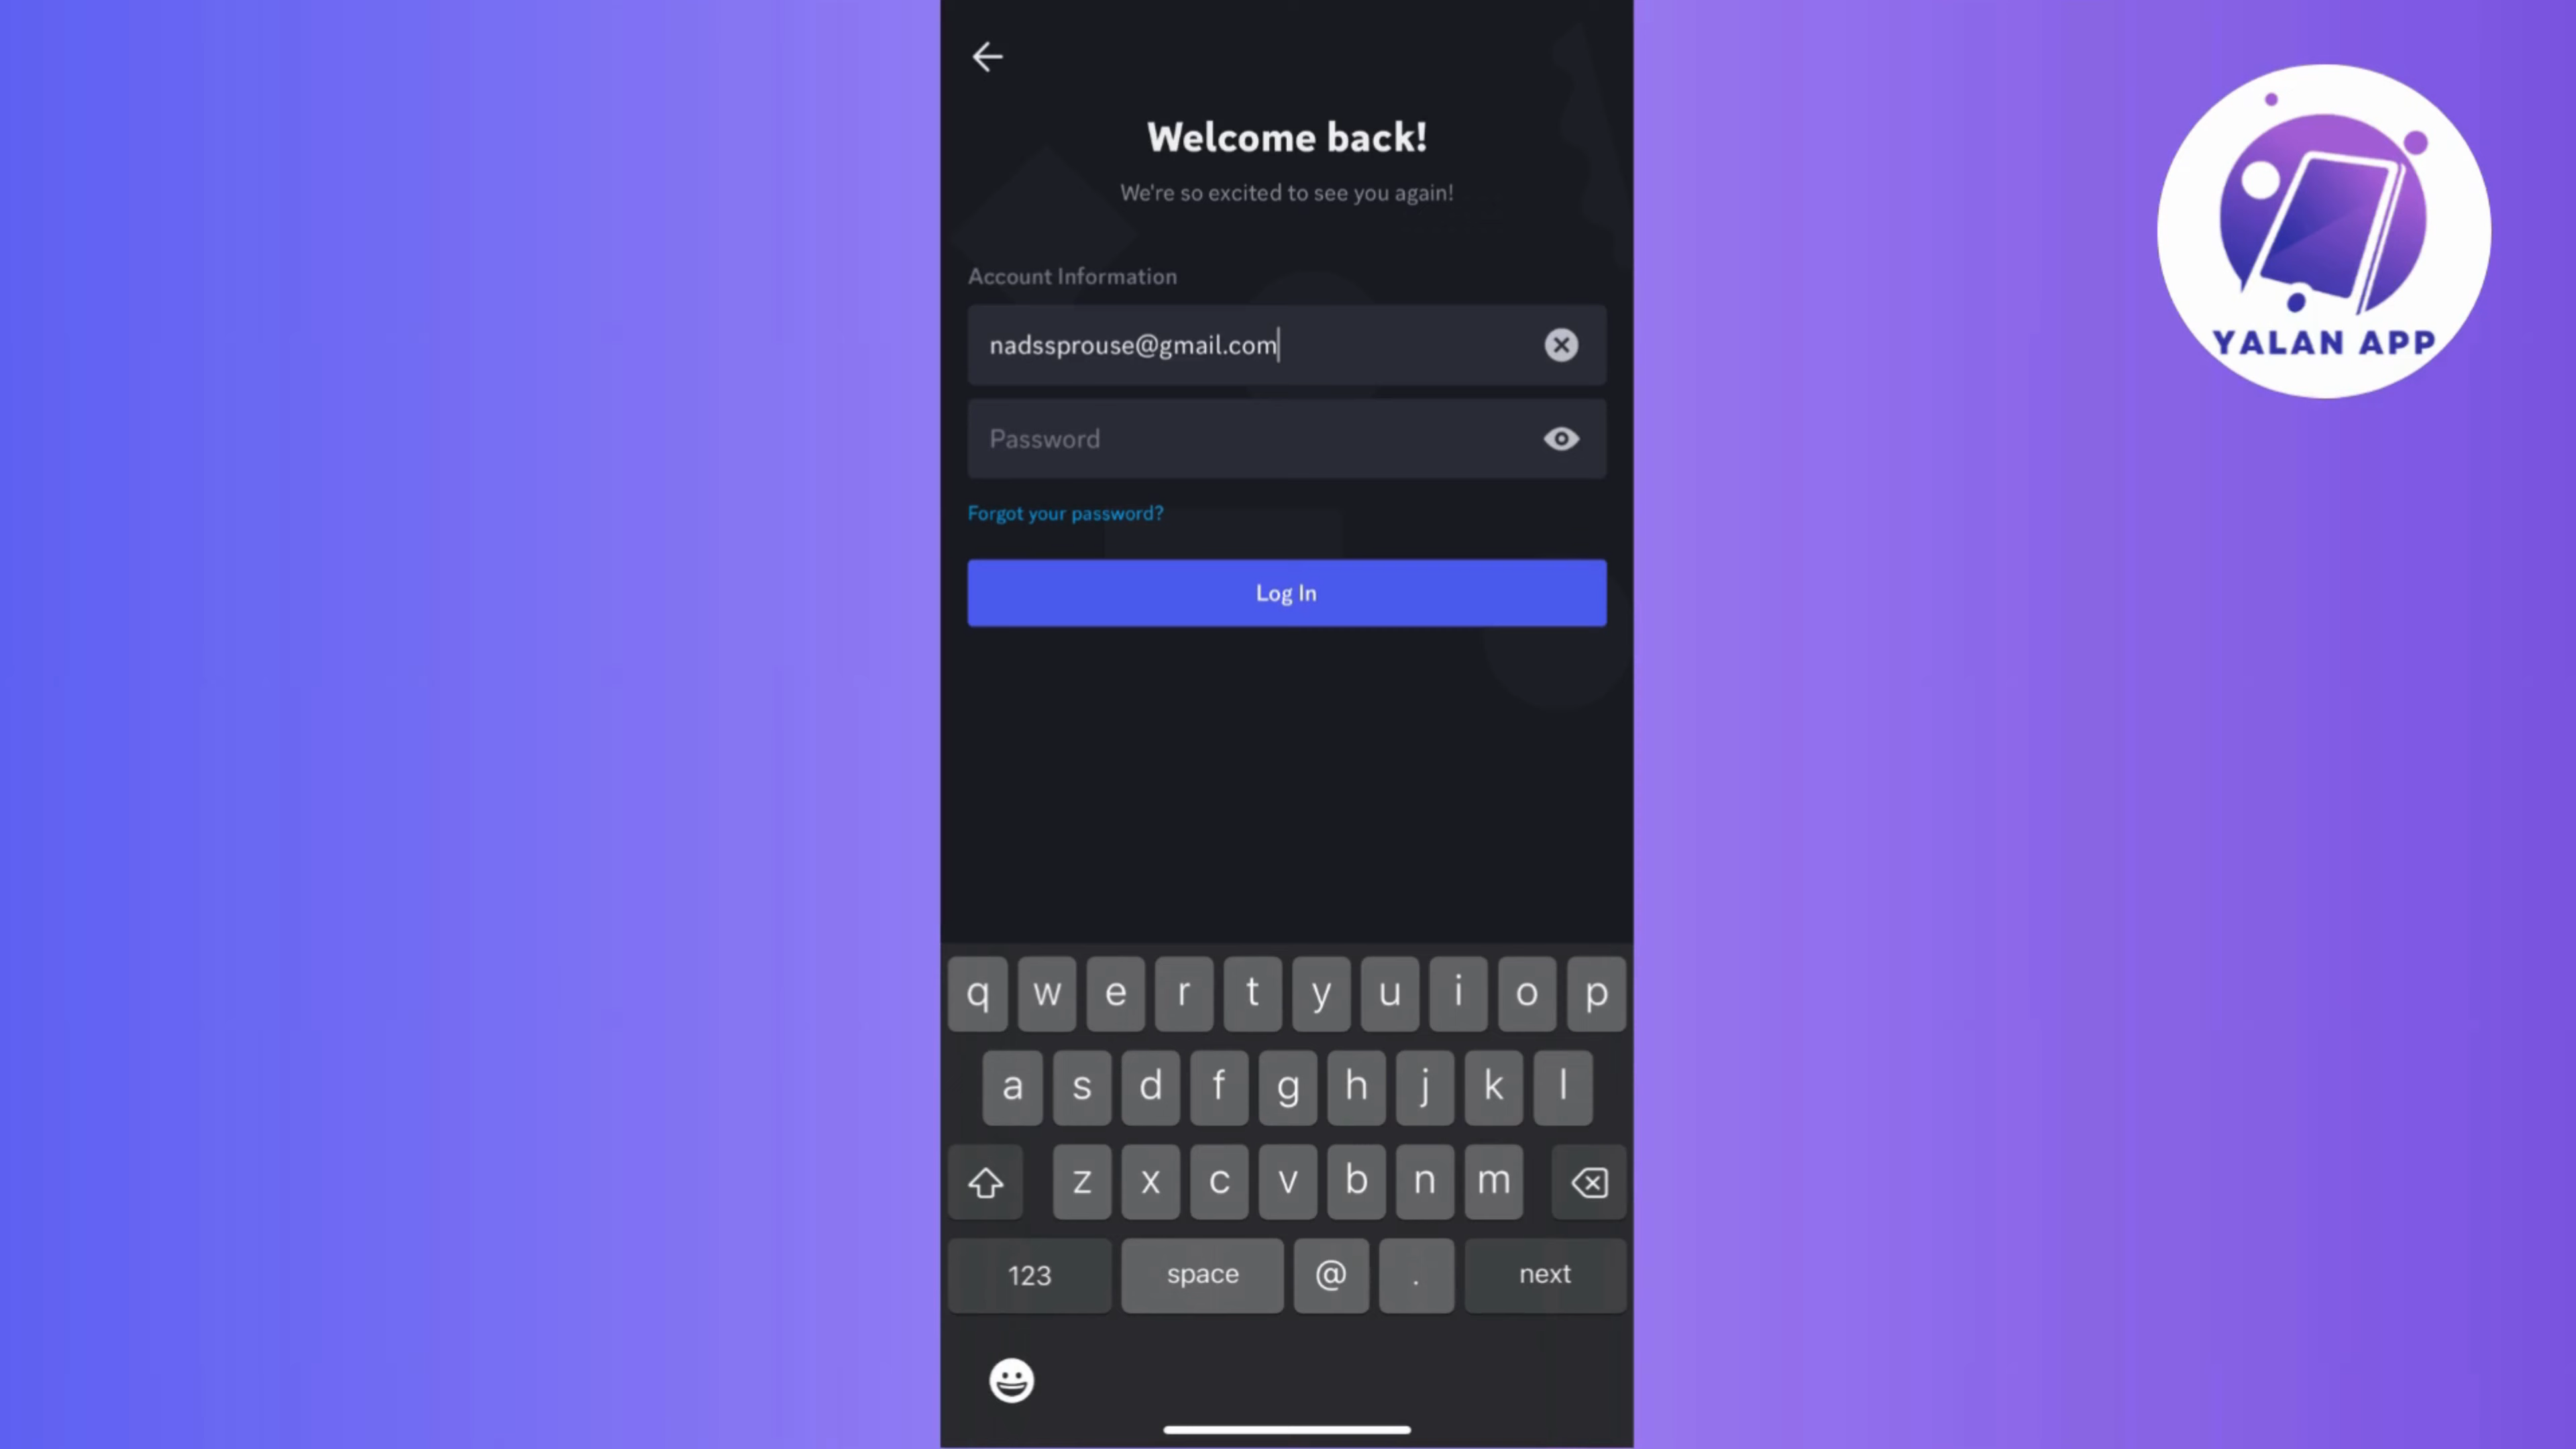 Welcome back!
We're so excited to see you again!
Account Information
nadssprouse@gmail.com
Password
Forgot your password?
Log In
q w e r t y u i o p
a s d f g h j k l
z x c v b n m
123 space @ . next
YALAN APP